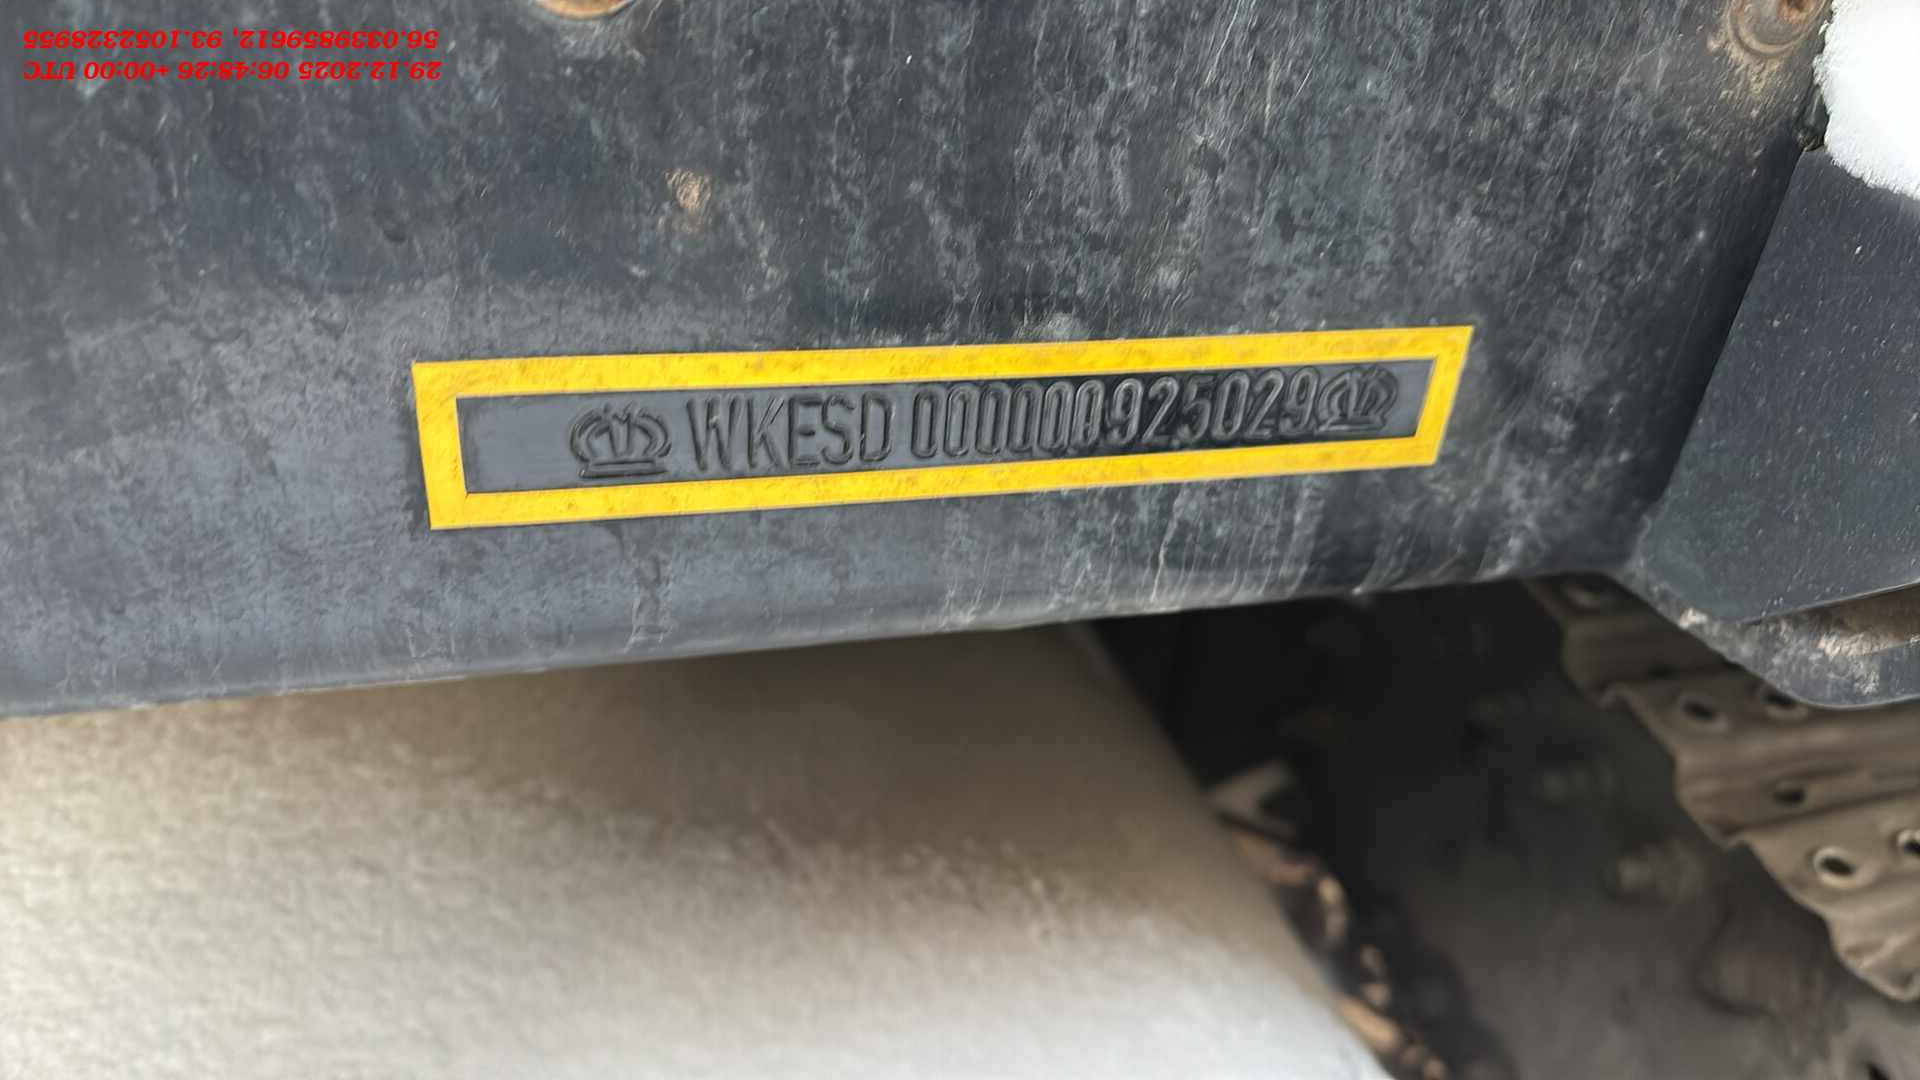 29.12.2025 06:48:26 +00:00 UTC
56.0339859612, 93.1052328955
WKESD 000000925029